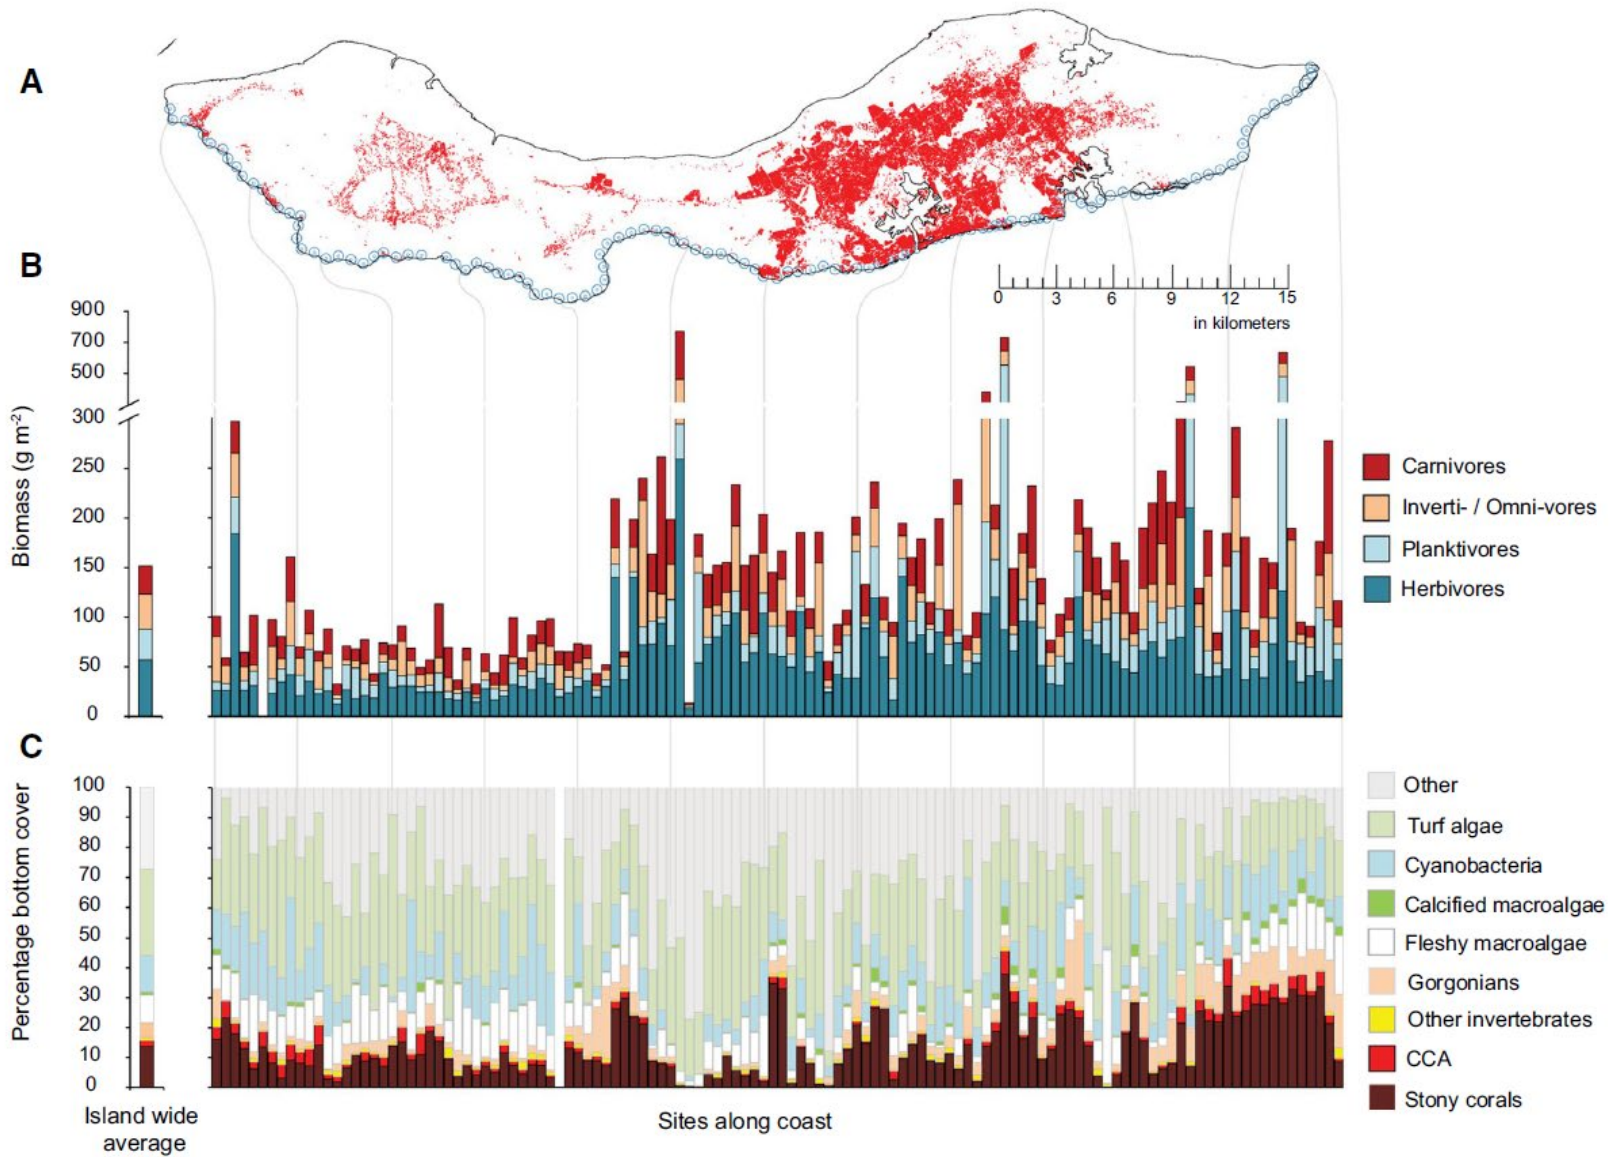 A
B
0 3 6 9 12 15
in kilometers
900
700
500
300
250
200
150
100
50
0
Biomass (g m-2)
Carnivores
Inverti- / Omni-vores
Planktivores
Herbivores
C
100
90
80
70
60
50
40
30
20
10
0
Percentage bottom cover
Other
Turf algae
Cyanobacteria
Calcified macroalgae
Fleshy macroalgae
Gorgonians
Other invertebrates
CCA
Stony corals
Island wide
average
Sites along coast